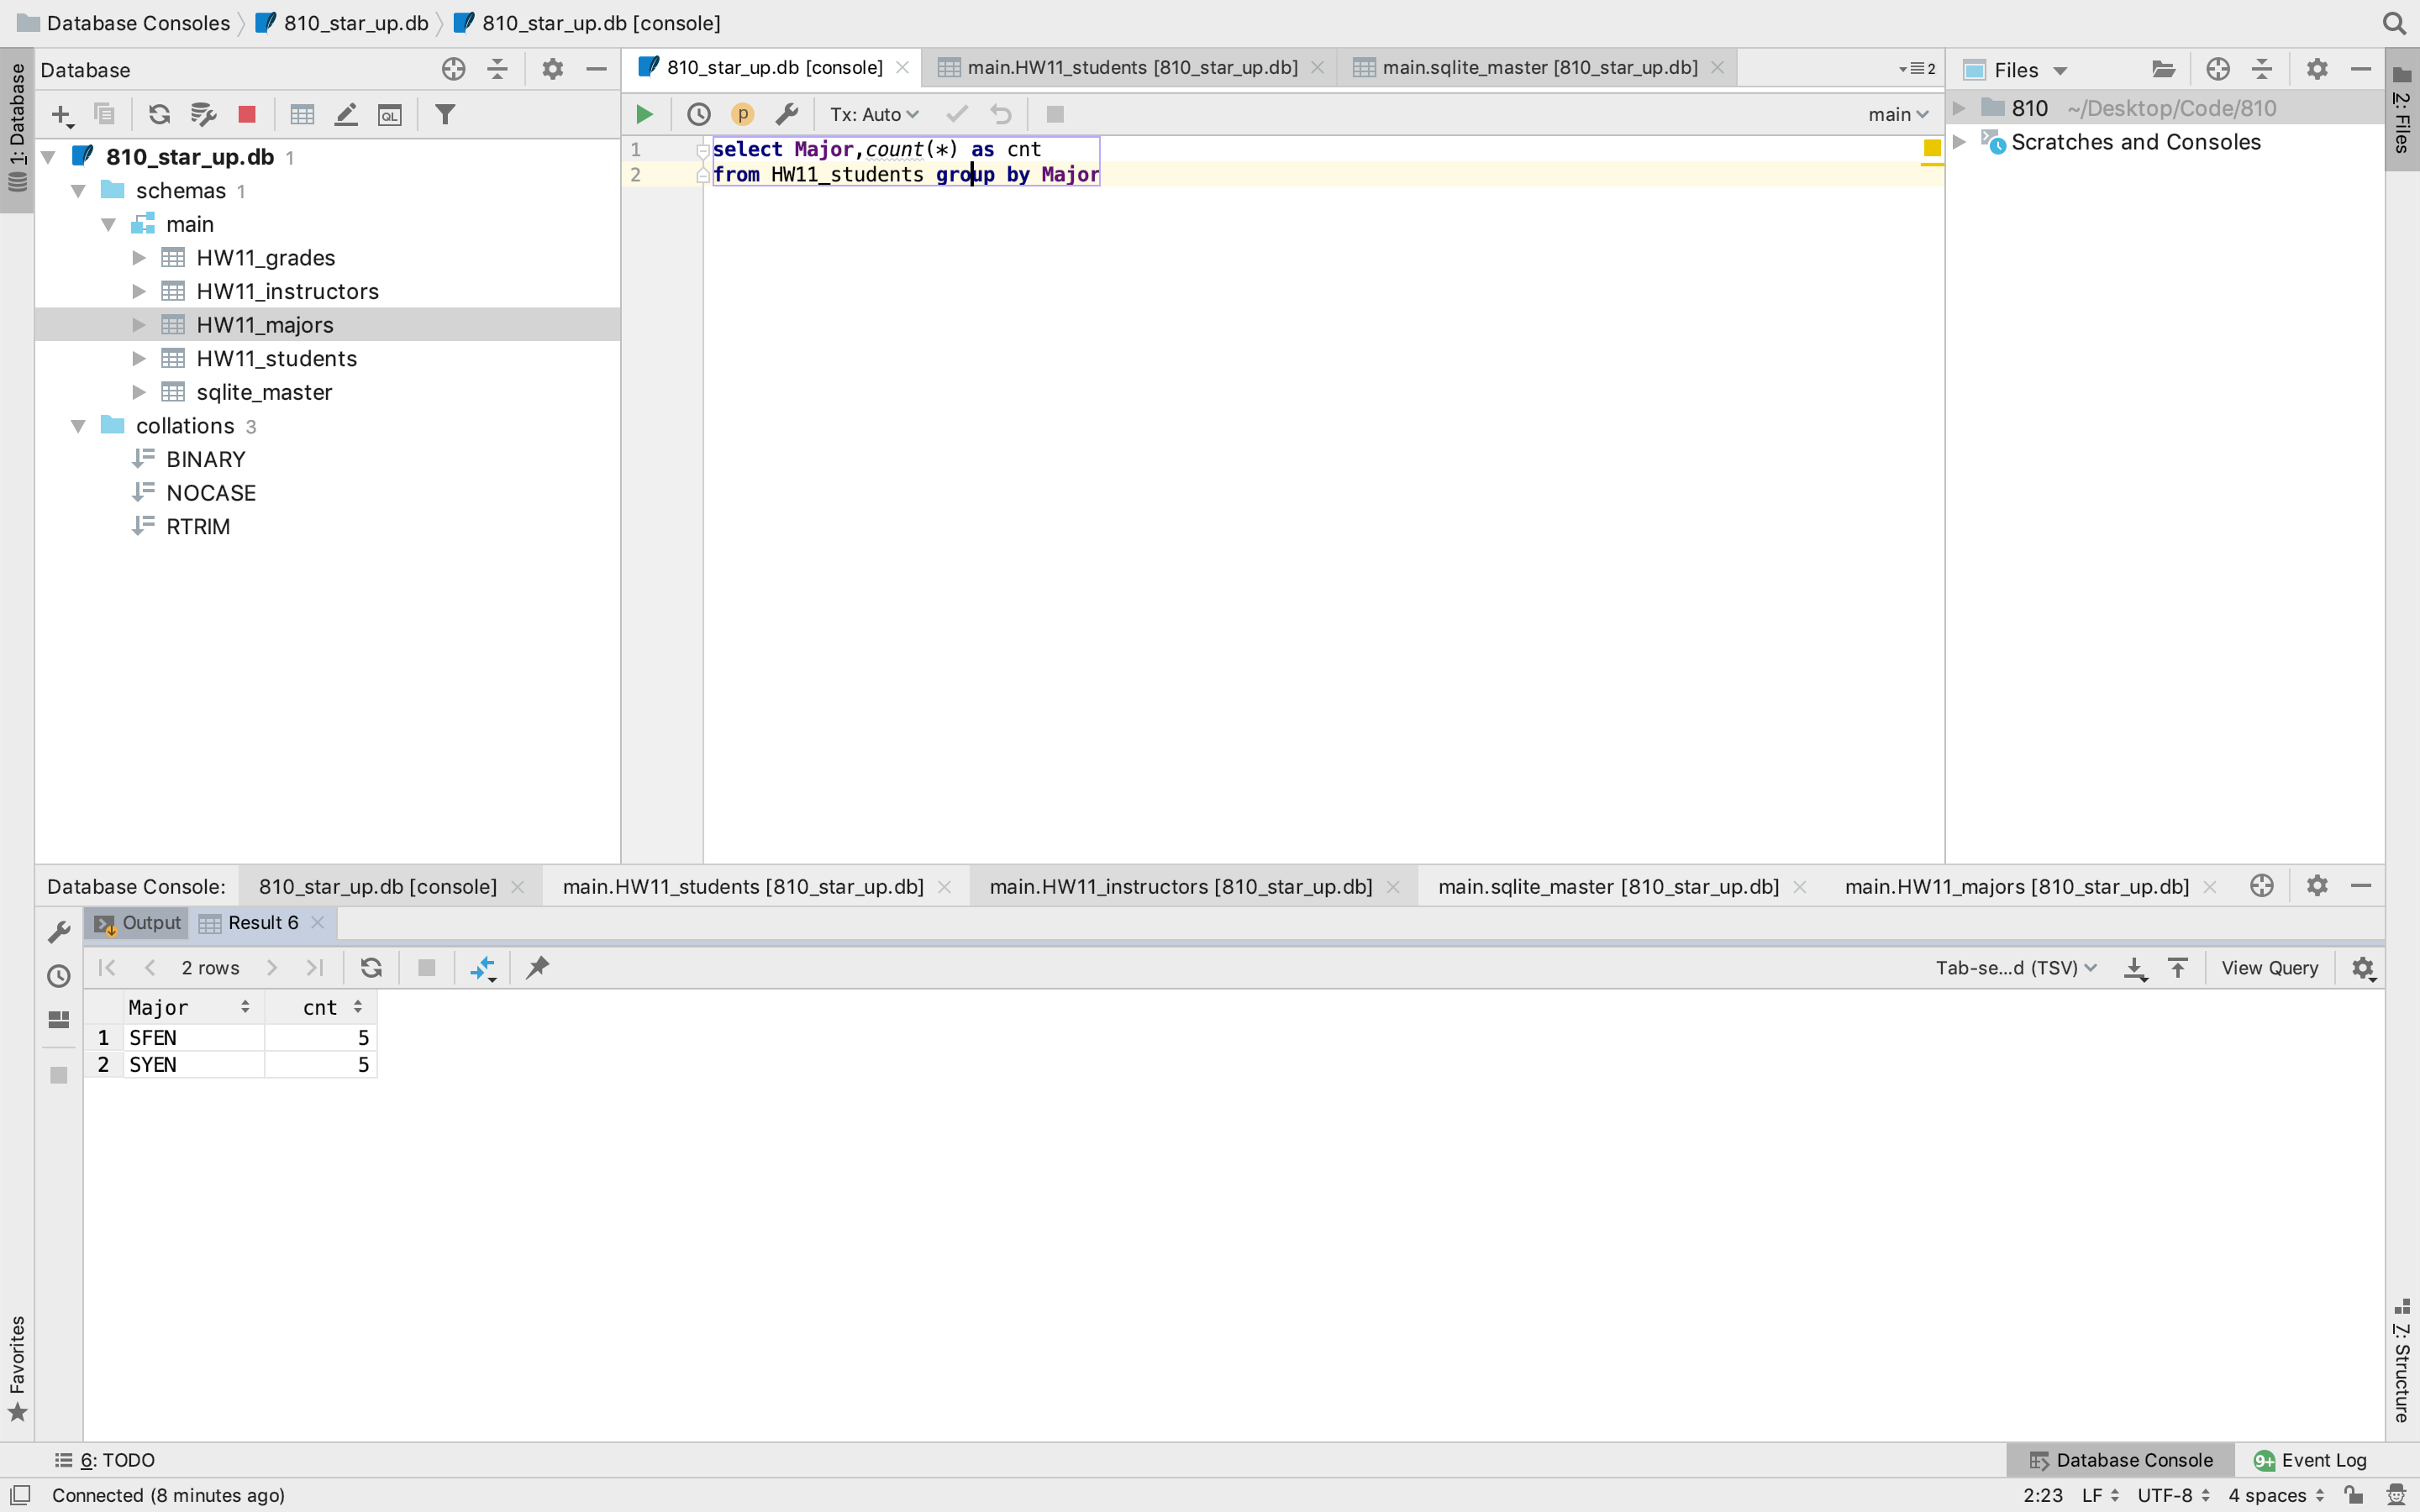 Database Consoles 810_star_up.db 810_star_up.db [console]
1: Database
Database
810_star_up.db 1
schemas 1
main
HW11_grades
HW11_instructors
HW11_majors
HW11_students
sqlite_master
collations 3
BINARY
NOCASE
RTRIM
810_star_up.db [console] main.HW11_students [810_star_up.db] main.sqlite_master [810_star_up.db] 2
QL
p Tx: Auto main
1 select Major,count(*) as cnt
2 from HW11_students group by Major
Files
810 ~/Desktop/Code/810
Scratches and Consoles
2: Files
Database Console: 810_star_up.db [console] main.HW11_students [810_star_up.db] main.HW11_instructors [810_star_up.db] main.sqlite_master [810_star_up.db] main.HW11_majors [810_star_up.db]
Output Result 6
2 rows Tab-se...d (TSV) View Query
Major cnt
1 SFEN 5
2 SYEN 5
Favorites
7: Structure
6: TODO Database Console 9+ Event Log
Connected (8 minutes ago) 2:23 LF UTF-8 4 spaces